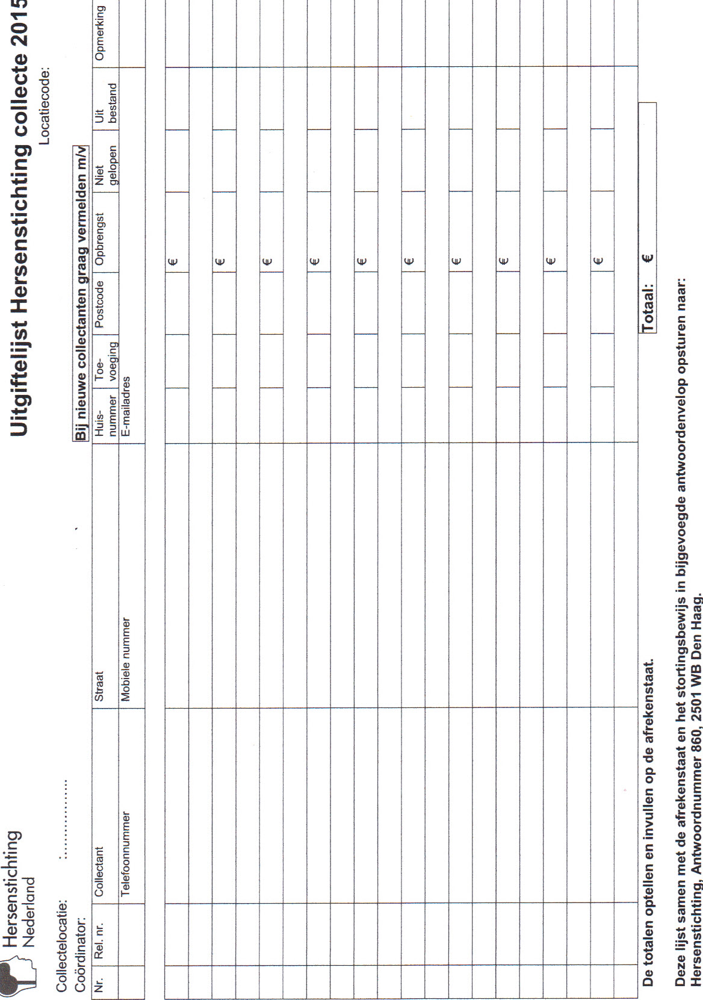 Hersenstichting
Nederland
Uitgiftelijst Hersenstichting collecte 2015
Locatiecode:
Collectelocatie: :..................
Coördinator:
Bij nieuwe collectanten graag vermelden m/v
Nr. Rel. nr. Collectant Straat Huis-nummer Toe-voeging Postcode Opbrengst Niet gelopen Uit bestand Opmerking
Telefoonnummer Mobiele nummer E-mailadres
€
€
€
€
€
€
€
€
€
€
De totalen optellen en invullen op de afrekenstaat. Totaal: €
Deze lijst samen met de afrekenstaat en het stortingsbewijs in bijgevoegde antwoordenvelop opsturen naar:
Hersenstichting, Antwoordnummer 860, 2501 WB Den Haag.